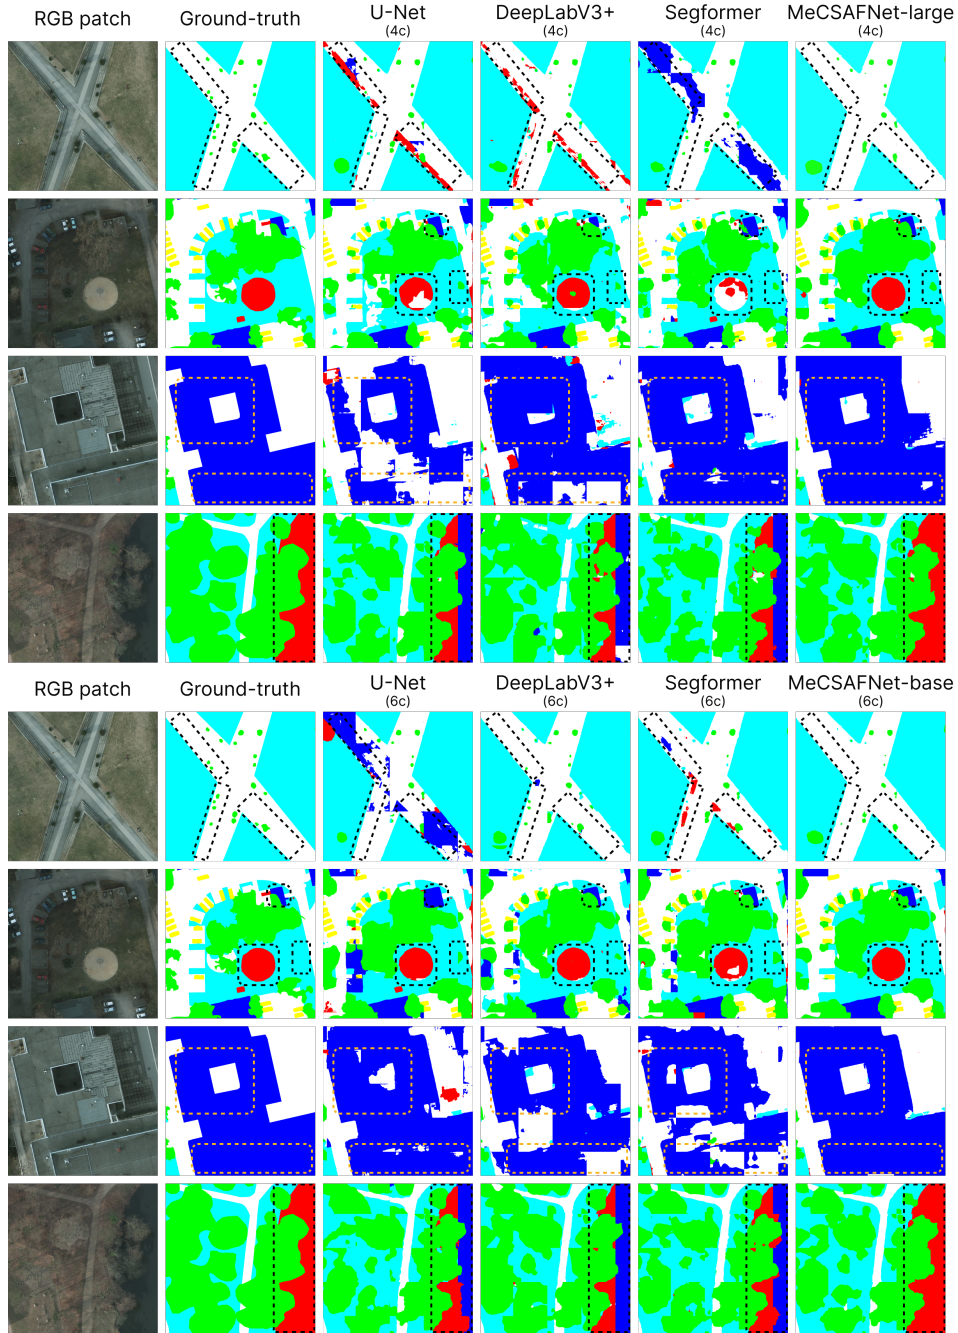 RGB patch Ground-truth U-Net DeepLabV3+ Segformer MeCSAFNet-large
(4c) (4c) (4c) (4c)
RGB patch Ground-truth U-Net DeepLabV3+ Segformer MeCSAFNet-base
(6c) (6c) (6c) (6c)